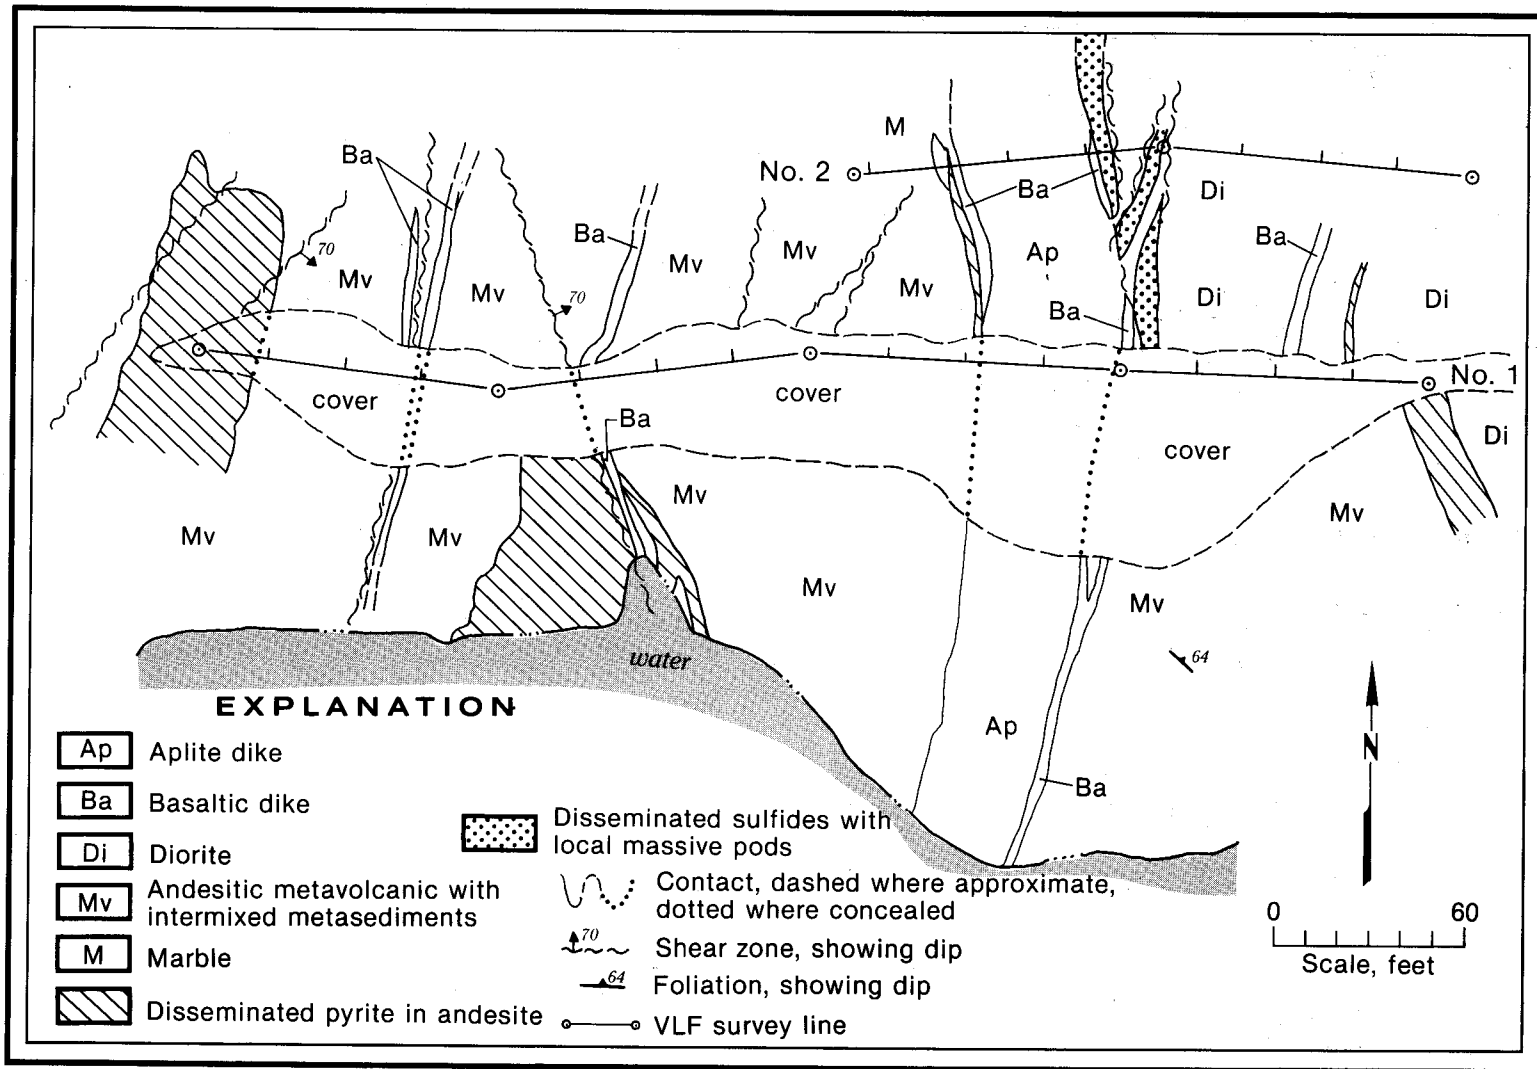 M
Ba
No. 2
Ba
Di
Ba
Ba
70
Mv
Mv
Mv
Mv
Ap
Mv
70
Mv
Ba
Di
Di
No. 1
cover
cover
Ba
cover
Di
Mv
Mv
Mv
Mv
Mv
Mv
64
water
EXPLANATION
Ap
Ba
N
Ap Aplite dike
Ba Basaltic dike
Di Diorite
Mv Andesitic metavolcanic with
intermixed metasediments
M Marble
Disseminated pyrite in andesite
Disseminated sulfides with
local massive pods
Contact, dashed where approximate,
dotted where concealed
70 Shear zone, showing dip
64 Foliation, showing dip
VLF survey line
0 60
Scale, feet